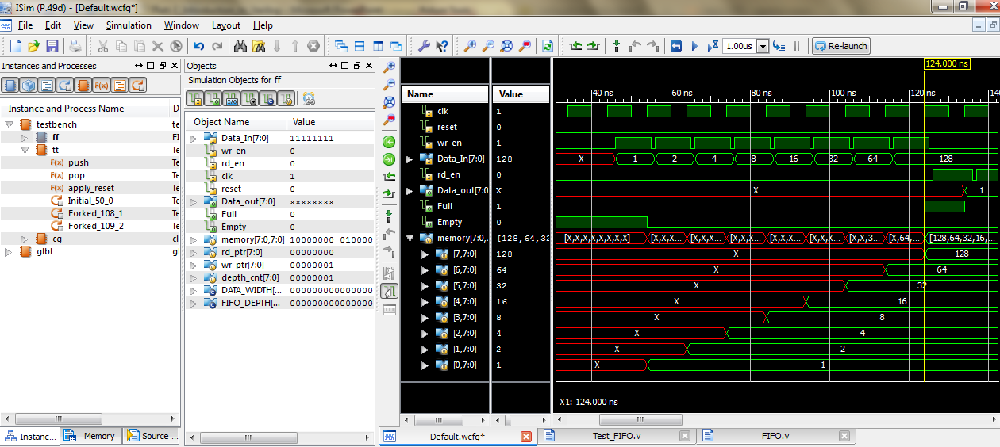 ISim (P.49d) - [Default.wcfg*]
File Edit View Simulation Window Layout Help
1.00us Re-launch
Instances and Processes
Instance and Process Name D
testbench te
ff FI
tt Te
F(x) push Te
F(x) pop Te
F(x) apply_reset Te
Initial_50_0 Te
Forked_108_1 Te
Forked_109_2 Te
cg cl
glbl gl
Instanc... Memory Source ...
Objects
Simulation Objects for ff
Object Name Value
Data_In[7:0] 11111111
wr_en 0
rd_en 0
clk 1
reset 0
Data_out[7:0] xxxxxxxx
Full 0
Empty 0
memory[7:0,7:0] 10000000 010000
rd_ptr[7:0] 00000000
wr_ptr[7:0] 00000001
depth_cnt[7:0] 00000001
DATA_WIDTH[... 000000000000000
FIFO_DEPTH[... 000000000000000
124.000 ns
Name Value
40 ns 60 ns 80 ns 100 ns 120 ns 14
clk 1
reset 0
wr_en 1
Data_In[7:0] 128 X 1 2 4 8 16 32 64 128
rd_en 0
Data_out[7:0 X X 1
Full 1
Empty 0
memory[7:0,7: [128,64,32 [X,X,X,X,X,X,X,X] [X,X,X... [X,X,X... [X,X,X... [X,X,X... [X,X,X... [X,X,3... [X,64,... [128,64,32,16,...
[7,7:0] 128 X 128
[6,7:0] 64 X 64
[5,7:0] 32 X 32
[4,7:0] 16 X 16
[3,7:0] 8 X 8
[2,7:0] 4 X 4
[1,7:0] 2 X 2
[0,7:0] 1 X 1
X1: 124.000 ns
Default.wcfg* Test_FIFO.v FIFO.v